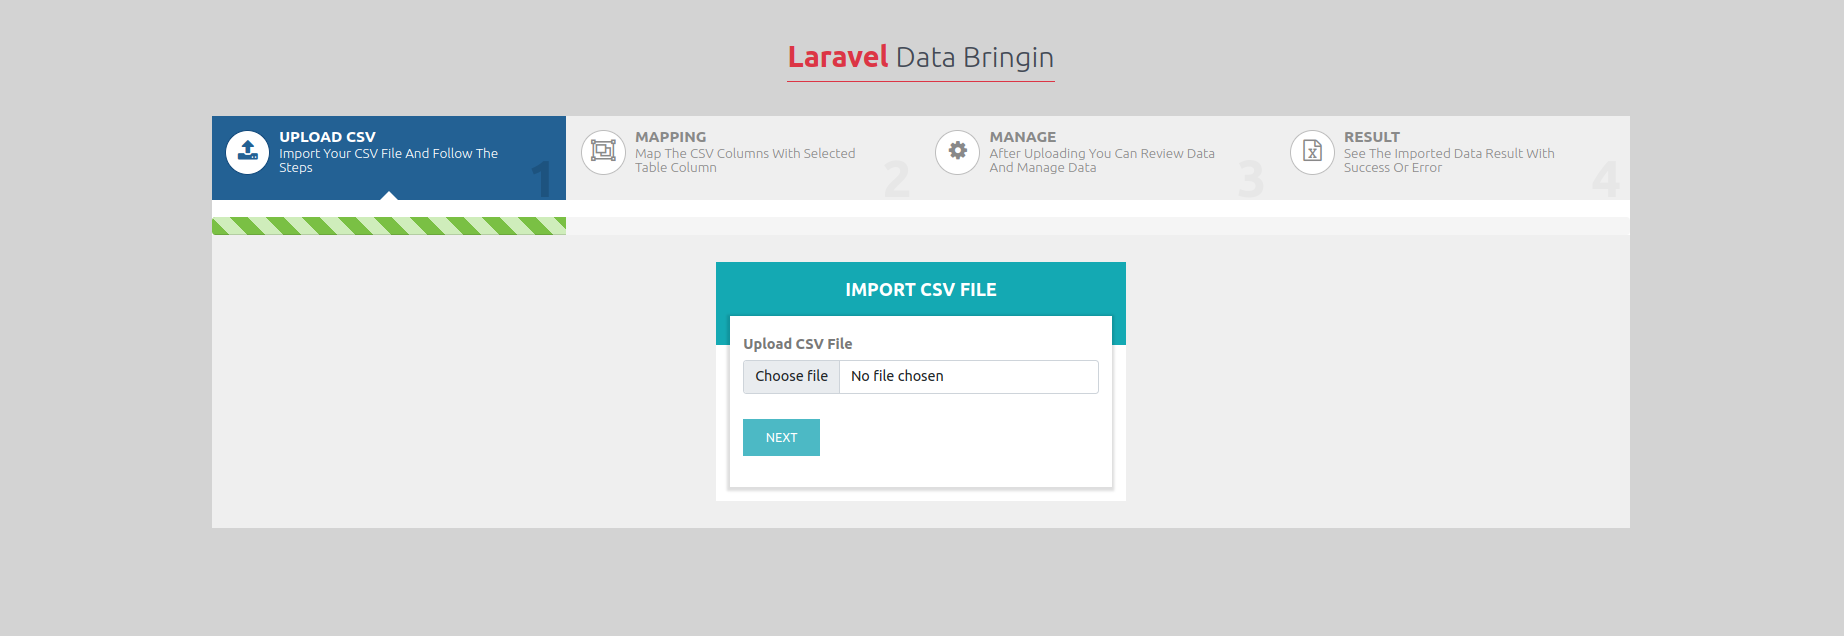 Laravel Data Bringin
UPLOAD CSV
Import Your CSV File And Follow The
Steps
1
MAPPING
Map The CSV Columns With Selected
Table Column
2
MANAGE
After Uploading You Can Review Data
And Manage Data
3
RESULT
See The Imported Data Result With
Success Or Error
4
IMPORT CSV FILE
Upload CSV File
Choose file No file chosen
NEXT